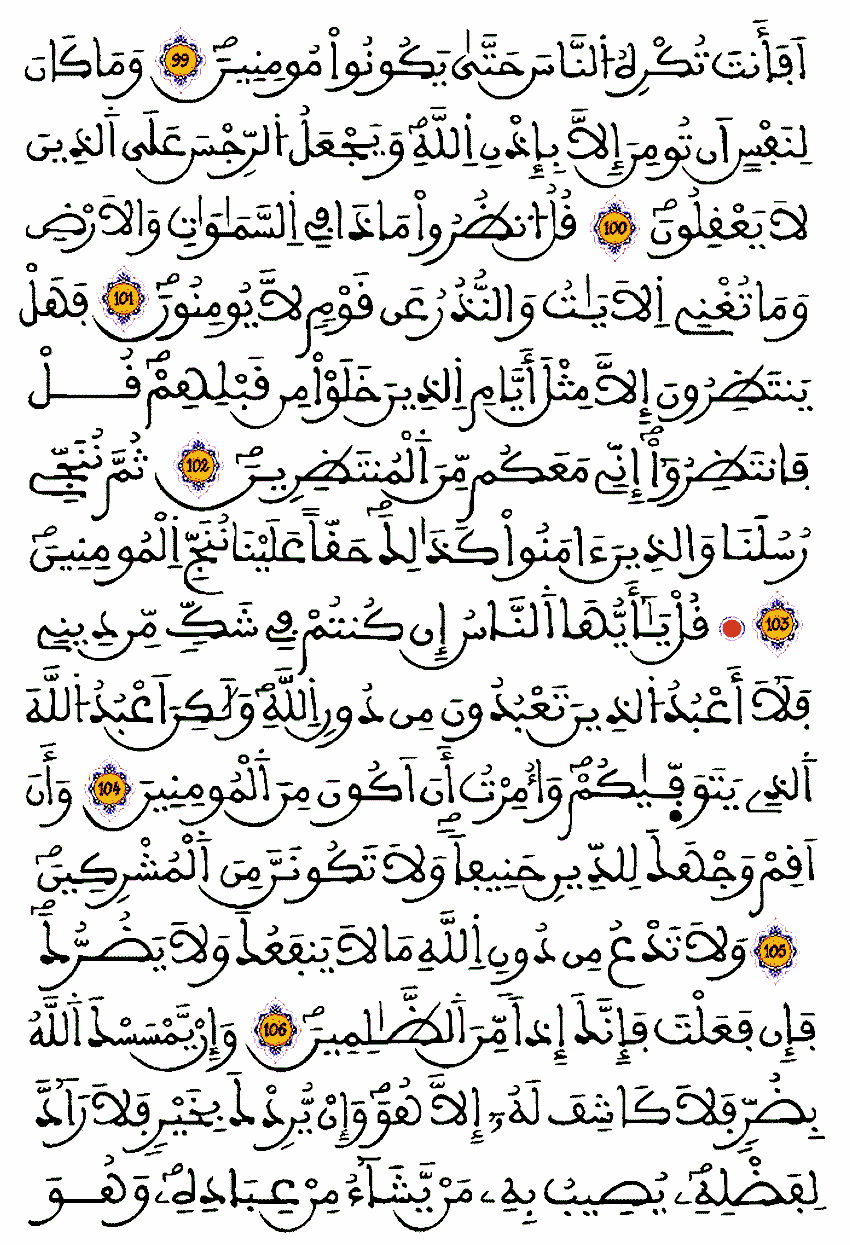 اَفَأَنتَ تُكْرِهُ اُ۬لنَّاسَ حَتَّىٰ يَكُونُواْ مُومِنِينَۖ 99 وَمَا كَانَ
لِنَفْسٍ اَن تُومِنَ إِلَّا بِإِذْنِ اِ۬للَّهِۖ وَيَجْعَلُ اُ۬لرِّجْسَ عَلَى اَ۬لذِينَ
لَا يَعْقِلُونَۖ 100 قُلُ اُ۟نظُرُواْ مَاذَا فِے اِ۬لسَّمَٰوَٰتِ وَالَارْضِ
وَمَا تُغْنِے اِ۬لَايَٰتُ وَالنُّذُرُ عَن قَوْمٖ لَّا يُومِنُونَۖ 101 فَهَلْ
يَنتَظِرُونَ إِلَّا مِثْلَ أَيَّامِ اِ۬لذِينَ خَلَوْاْ مِن قَبْلِهِمْۖ قُلْ
فَانتَظِرُوٓاْۖ إِنِّے مَعَكُم مِّنَ اَ۬لْمُنتَظِرِينَۖ 102 ثُمَّ نُنَجِّے
رُسُلَنَا وَالذِينَ ءَامَنُواْ كَذَٰلِكَۖ حَقّاً عَلَيْنَا نُنَجِّ اِ۬لْمُومِنِينَۖ
103 قُلْ يَٰٓأَيُّهَا اَ۬لنَّاسُ إِن كُنتُمْ فِے شَكّٖ مِّن دِينِے
فَلَآ أَعْبُدُ اُ۬لذِينَ تَعْبُدُونَ مِن دُونِ اِ۬للَّهِۖ وَلَٰكِنَ اَعْبُدُ اُ۬للَّهَ
اَ۬لذِے يَتَوَفّ۪يٰكُمْۖ وَأُمِرْتُ أَنَ اَكُونَ مِنَ اَ۬لْمُومِنِينَ 104 وَأَنَ
اَقِمْ وَجْهَكَ لِلدِّينِ حَنِيفاً وَلَا تَكُونَنَّ مِنَ اَ۬لْمُشْرِكِينَۖ
105 وَلَا تَدْعُ مِن دُونِ اِ۬للَّهِ مَا لَا يَنفَعُكَ وَلَا يَضُرُّكَۖ
فَإِن فَعَلْتَ فَإِنَّكَ إِذاً مِّنَ اَ۬لظَّٰلِمِينَۖ 106 وَإِنْ يَّمْسَسْكَ اَ۬للَّهُ
بِضُرّٖ فَلَا كَاشِفَ لَهُۥٓ إِلَّا هُوَۖ وَإِنْ يُّرِدْكَ بِخَيْرٖ فَلَا رَآدَّ
لِفَضْلِهِۦۖ يُصِيبُ بِهِۦ مَنْ يَّشَآءُ مِنْ عِبَادِهِۦۖ وَهُوَ